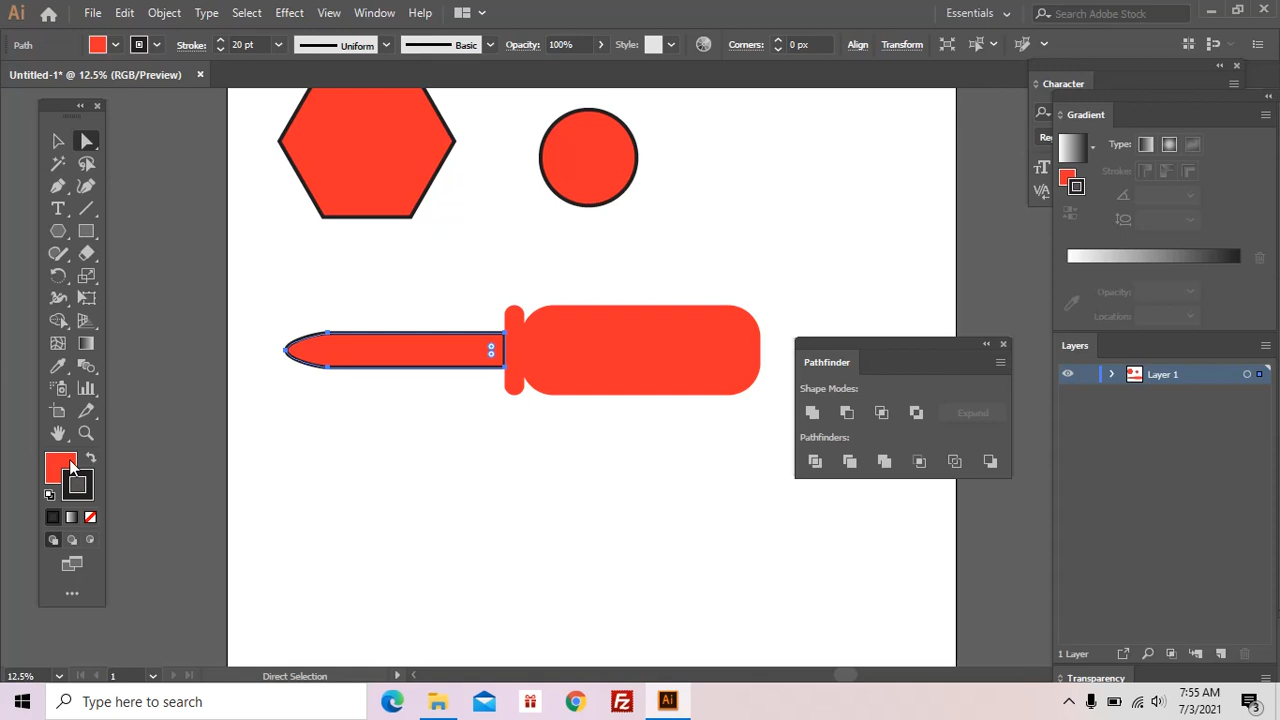 Ai File Edit Object Type Select Effect View Window Help Essentials Search Adobe Stock
Path Stroke: 20 pt Uniform Basic Opacity: 100% Style: Corners: 0 px Align Transform
Untitled-1* @ 12.5% (RGB/Preview)
Character
Gradient
Type:
Stroke:
Opacity:
Locations:
Pathfinder
Shape Modes:
Expand
Pathfinders:
Layers
Layer 1
1 Layer
Transparency
12.5% 1 Direct Selection
Type here to search
Ai
7:55 AM
7/3/2021
3